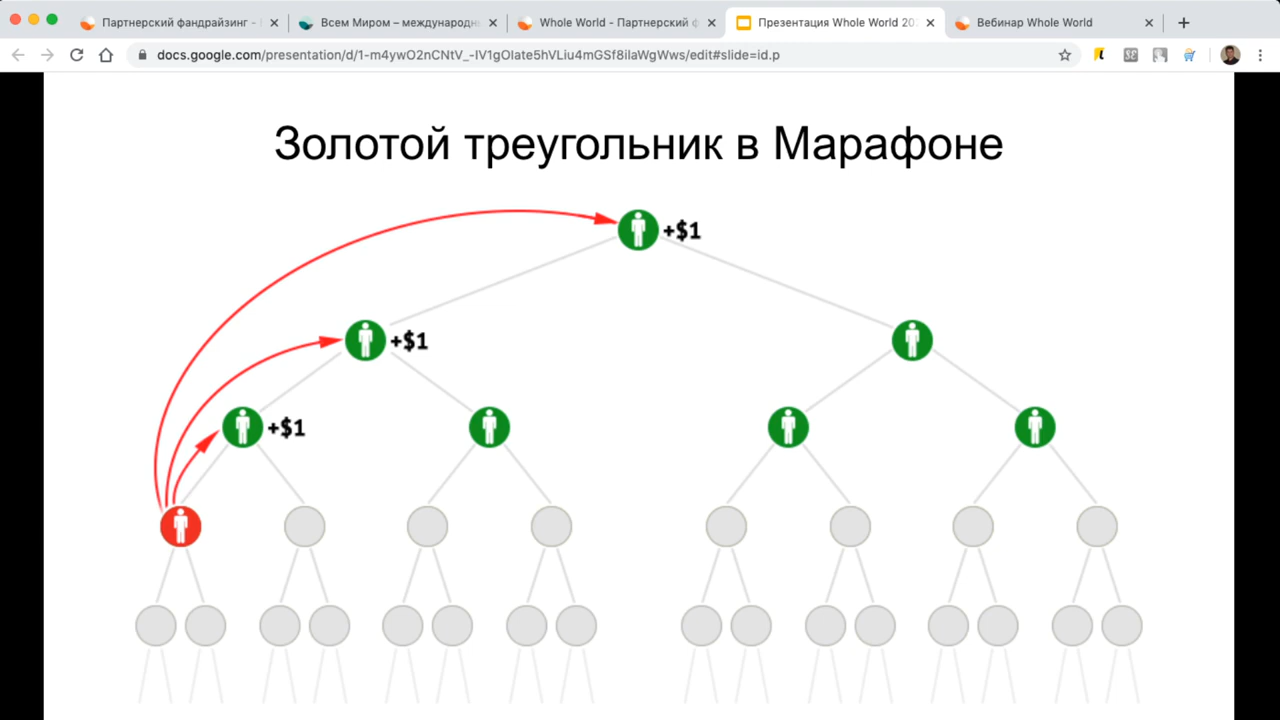 Партнерский фандрайзинг -
Всем Миром – международн
Whole World - Партнерский ф
Презентация Whole World 202
Вебинар Whole World
docs.google.com/presentation/d/1-m4ywO2nCNtV_-IV1gOIate5hVLiu4mGSf8ilaWgWws/edit#slide=id.p
Золотой треугольник в Марафоне
+$1
+$1
+$1